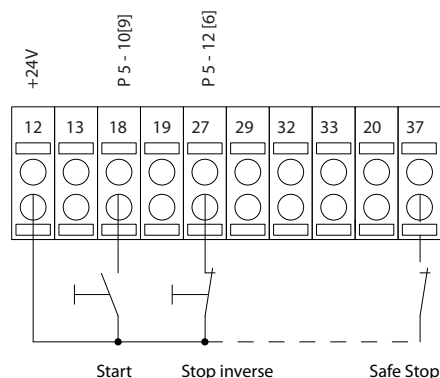 +24V
P 5 - 10[9]
P 5 - 12 [6]
12 13 18 19 27 29 32 33 20 37
Start Stop inverse Safe Stop